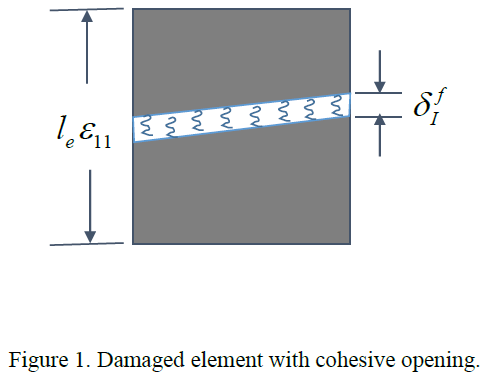 δ_I^f
l_e ε_11
Figure 1. Damaged element with cohesive opening.